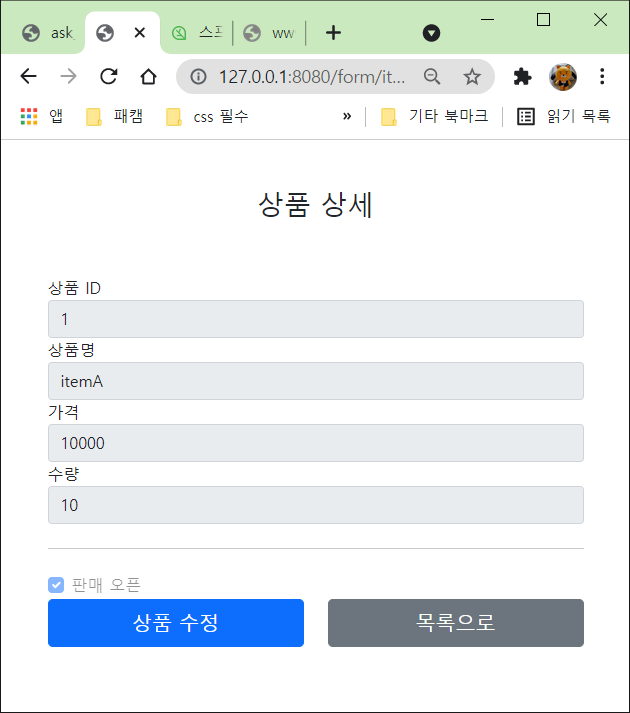 ask_
스프
ww
127.0.0.1:8080/form/it...
앱
패캠
css 필수
»
기타 북마크
읽기 목록
상품 상세
상품 ID
1
상품명
itemA
가격
10000
수량
10
판매 오픈
상품 수정
목록으로